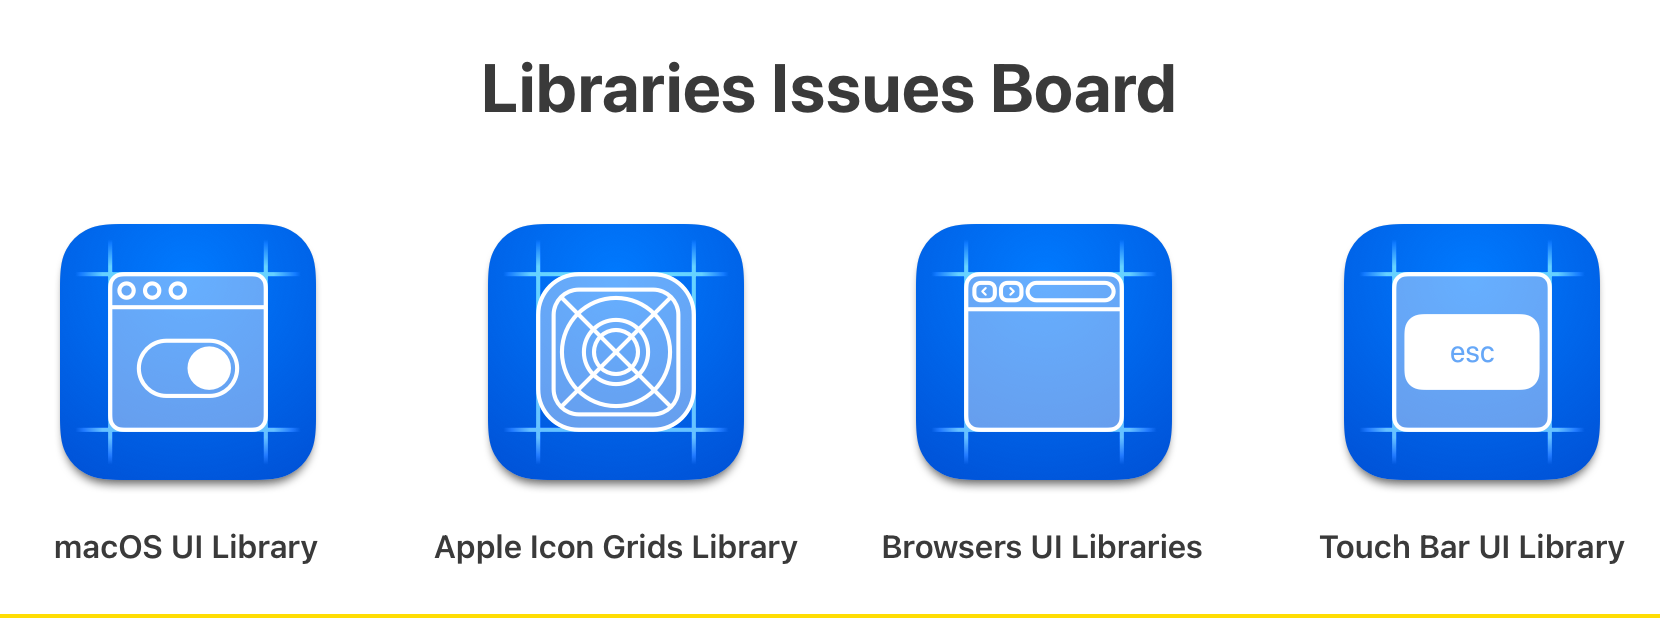 Libraries Issues Board
esc
macOS UI Library
Apple Icon Grids Library
Browsers UI Libraries
Touch Bar UI Library